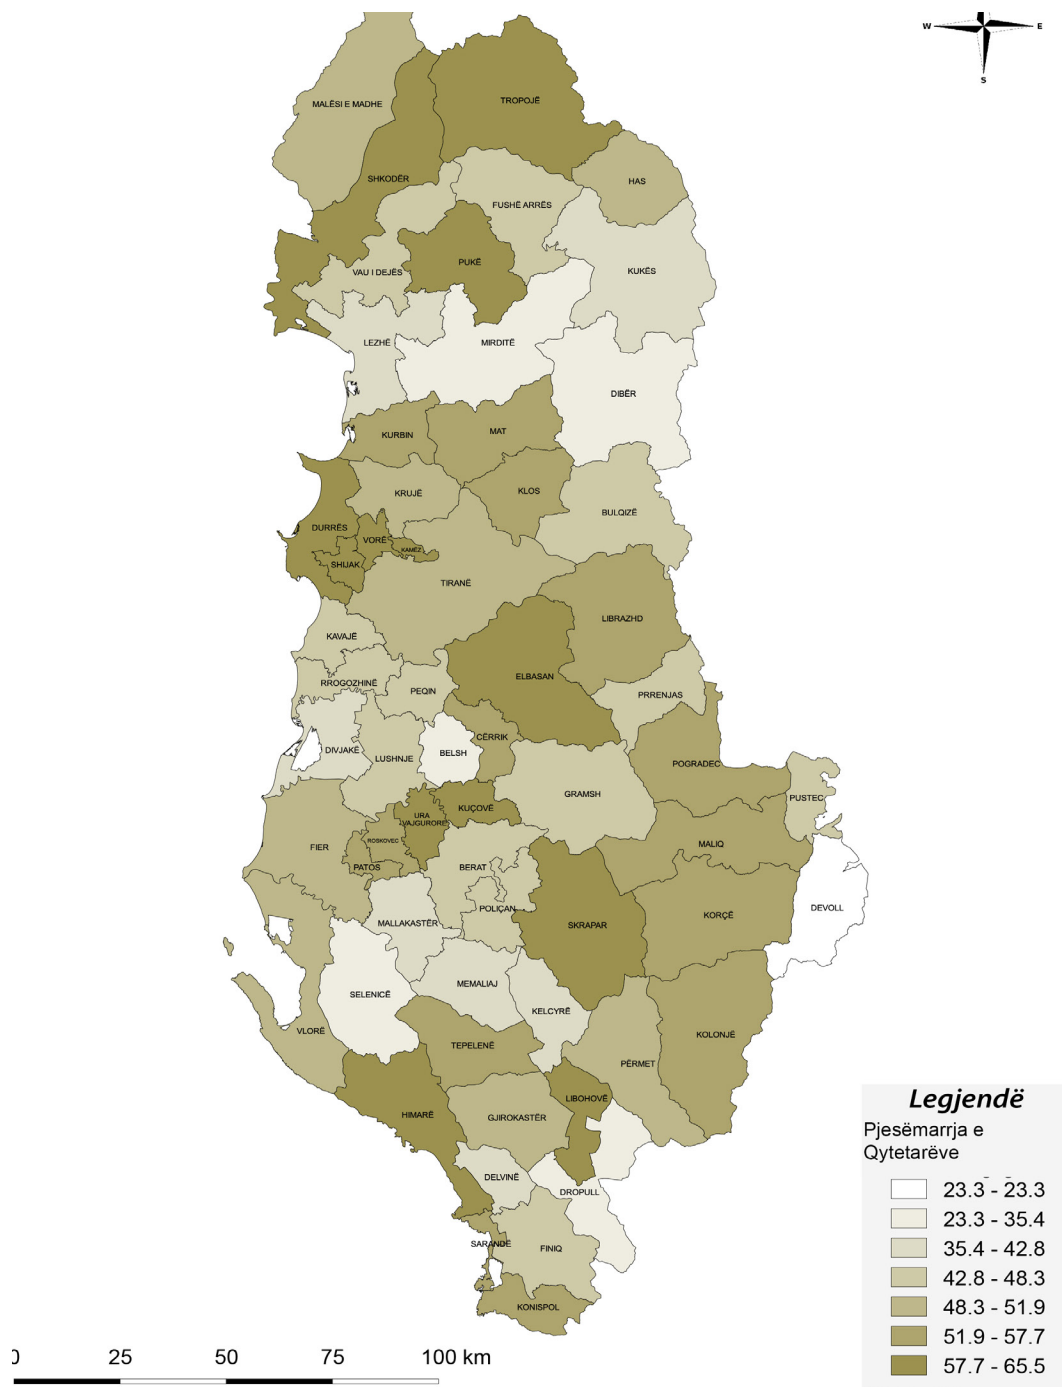 W E
S
MALËSI E MADHE
TROPOJË
SHKODËR
HAS
FUSHË ARRËS
PUKË
VAU I DEJËS
KUKËS
LEZHË
MIRDITË
DIBËR
KURBIN
MAT
KRUJË
KLOS
BULQIZË
DURRËS
VORË
KAMËZ
SHIJAK
TIRANË
LIBRAZHD
KAVAJË
ELBASAN
RROGOZHINË
PEQIN
PRRENJAS
CËRRIK
DIVJAKË
BELSH
LUSHNJE
POGRADEC
GRAMSH
PUSTEC
KUÇOVË
URA
VAJGURORE
ROSKOVEC
FIER
MALIQ
PATOS
BERAT
POLIÇAN
DEVOLL
KORÇË
MALLAKASTËR
SKRAPAR
MEMALIAJ
SELENICË
KELCYRË
VLORË
KOLONJË
TEPELENË
PËRMET
LIBOHOVË
HIMARË
GJIROKASTËR
DELVINË
DROPULL
SARANDË
FINIQ
KONISPOL
Legjendë
Pjesëmarrja e
Qytetarëve
23.3 - 23.3
23.3 - 35.4
35.4 - 42.8
42.8 - 48.3
48.3 - 51.9
51.9 - 57.7
57.7 - 65.5
0 25 50 75 100 km